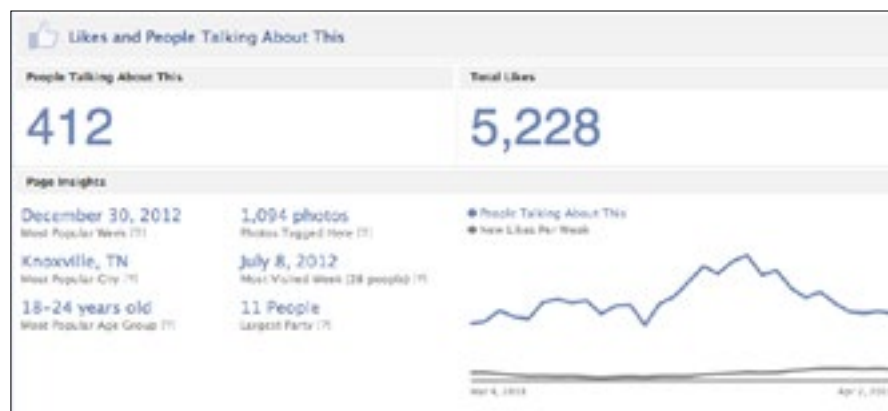 Likes and People Talking About This
People Talking About This
Total Likes
412
5,228
Page Insights
December 30, 2012
Most Popular Week [?]
1,094 photos
Photos Tagged Here [?]
Knoxville, TN
Most Popular City [?]
July 8, 2012
Most Visited Week (28 people) [?]
18-24 years old
Most Popular Age Group [?]
11 People
Largest Party [?]
People Talking About This
New Likes Per Week
Apr 2,